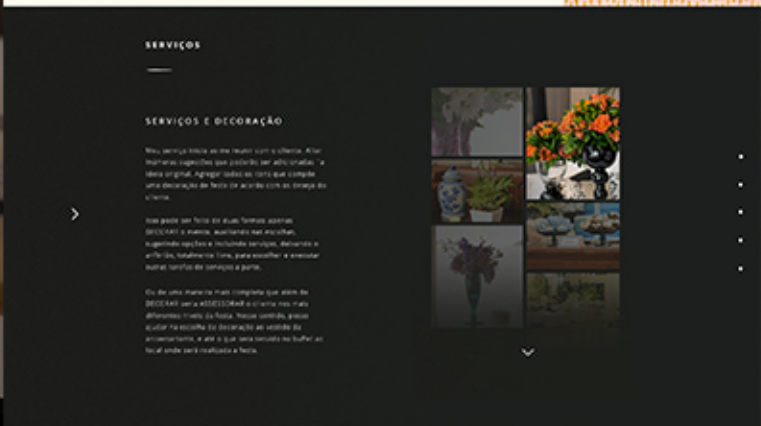 SERVIÇOS
SERVIÇOS E DECORAÇÃO
Meu serviço inicia ao me reunir com o cliente. Aliar
inúmeras sugestões que poderão ser adicionadas a
ideia original. Agregar todos os itens que compõe
uma decoração de festa de acordo com os desejo do
cliente.
Isso pode ser feito de duas formas apenas
DECORAR o evento, auxiliando nas escolhas,
sugerindo opções e incluindo serviços, deixando o
anfitrião, totalmente livre, para escolher e executar
outras tarefas de serviços a parte.
Ou de uma maneira mais completa que além de
DECORAR seria ASSESSORAR o cliente nos mais
diferentes níveis da festa. Nesse sentido, posso
ajudar na escolha da decoração ao vestido da
aniversariante, e até o que será servido no buffet ao
local onde será realizada a festa.